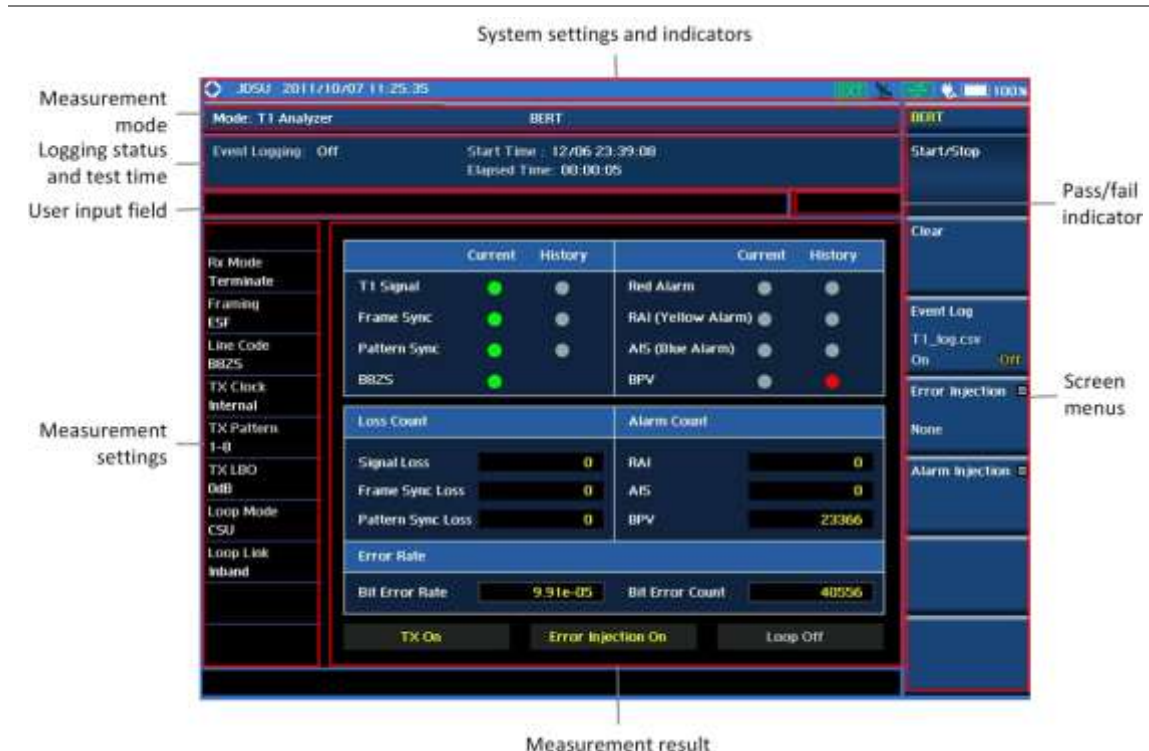 System settings and indicators
Measurement
mode
Logging status
and test time
User input field
Measurement
settings
JDSU 2011/10/07 11:25:35
EXT
100%
Mode: T1 Analyzer BERT
Event Logging: Off Start Time : 12/06 23:39:08
Elapsed Time: 00:00:05
Rx Mode
Terminate
Framing
ESF
Line Code
B8ZS
TX Clock
Internal
TX Pattern
1-8
TX LBO
0dB
Loop Mode
CSU
Loop Link
Inband
Current History Current History
T1 Signal Red Alarm
Frame Sync RAI (Yellow Alarm)
Pattern Sync AIS (Blue Alarm)
B8ZS BPV
Loss Count Alarm Count
Signal Loss 0 RAI 0
Frame Sync Loss 0 AIS 0
Pattern Sync Loss 0 BPV 23366
Error Rate
Bit Error Rate 9.91e-05 Bit Error Count 40556
TX On Error Injection On Loop Off
BERT
Start/Stop
Clear
Event Log
T1_log.csv
On Off
Error Injection
None
Alarm Injection
Pass/fail
indicator
Screen
menus
Measurement result